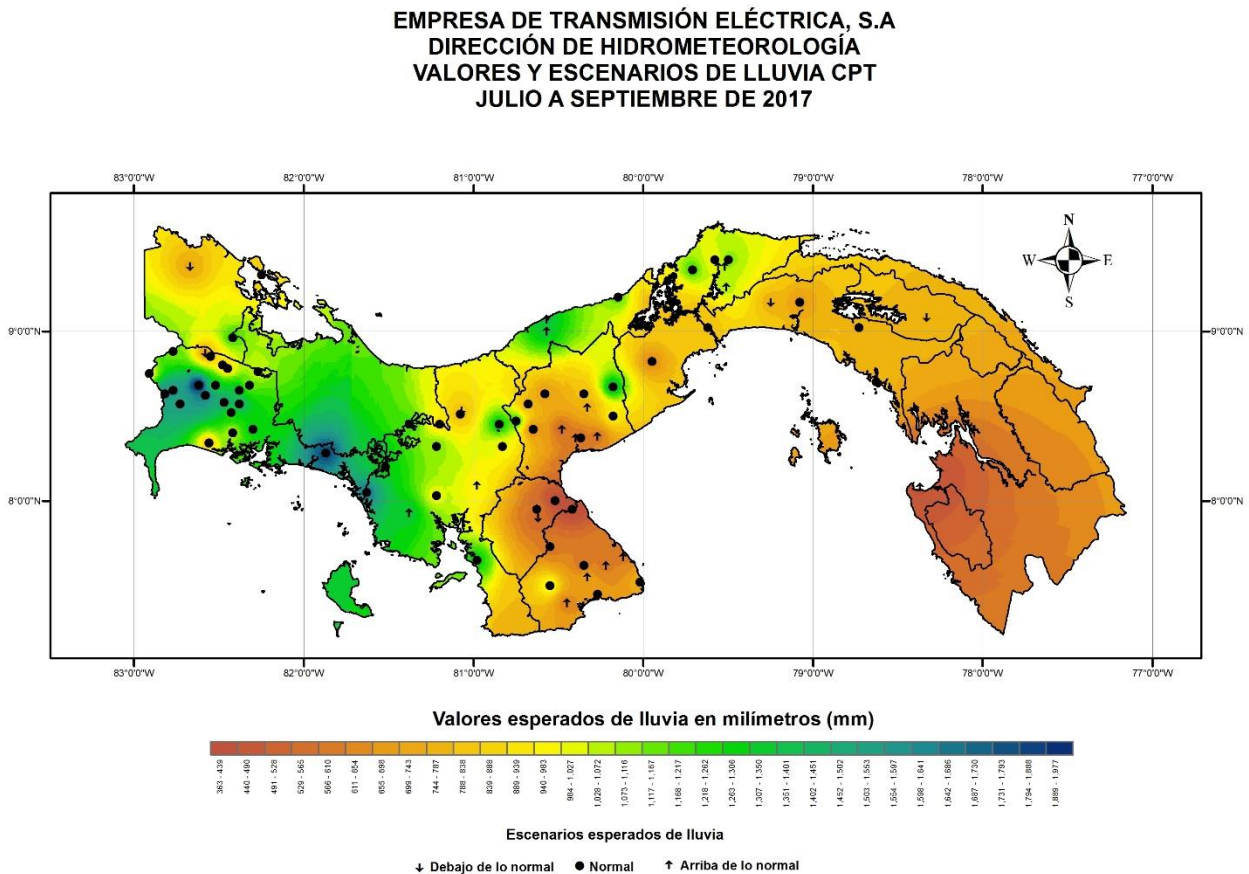 EMPRESA DE TRANSMISIÓN ELÉCTRICA, S.A
DIRECCIÓN DE HIDROMETEOROLOGÍA
VALORES Y ESCENARIOS DE LLUVIA CPT
JULIO A SEPTIEMBRE DE 2017
83°0'0"W 82°0'0"W 81°0'0"W 80°0'0"W 79°0'0"W 78°0'0"W 77°0'0"W
N
W E
S
9°0'0"N 9°0'0"N
8°0'0"N 8°0'0"N
83°0'0"W 82°0'0"W 81°0'0"W 80°0'0"W 79°0'0"W 78°0'0"W 77°0'0"W
Valores esperados de lluvia en milímetros (mm)
363 - 439
440 - 490
491 - 528
529 - 565
566 - 610
611 - 654
655 - 698
699 - 743
744 - 787
788 - 838
839 - 888
889 - 939
940 - 983
984 - 1,027
1,028 - 1,072
1,073 - 1,116
1,117 - 1,167
1,168 - 1,217
1,218 - 1,262
1,263 - 1,306
1,307 - 1,350
1,351 - 1,401
1,402 - 1,451
1,452 - 1,502
1,503 - 1,553
1,554 - 1,597
1,598 - 1,641
1,642 - 1,686
1,687 - 1,730
1,731 - 1,793
1,794 - 1,888
1,889 - 1,977
Escenarios esperados de lluvia
↓ Debajo de lo normal ● Normal ↑ Arriba de lo normal